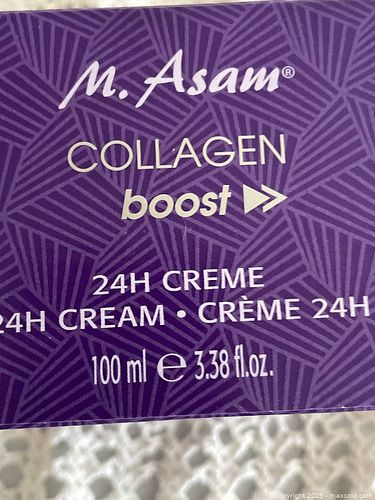 M. Asam®
COLLAGEN
boost
24H CREME
24H CREAM • CRÈME 24H
100 ml ℮ 3.38 fl.oz.
Copyright 2025 - maxsold.com